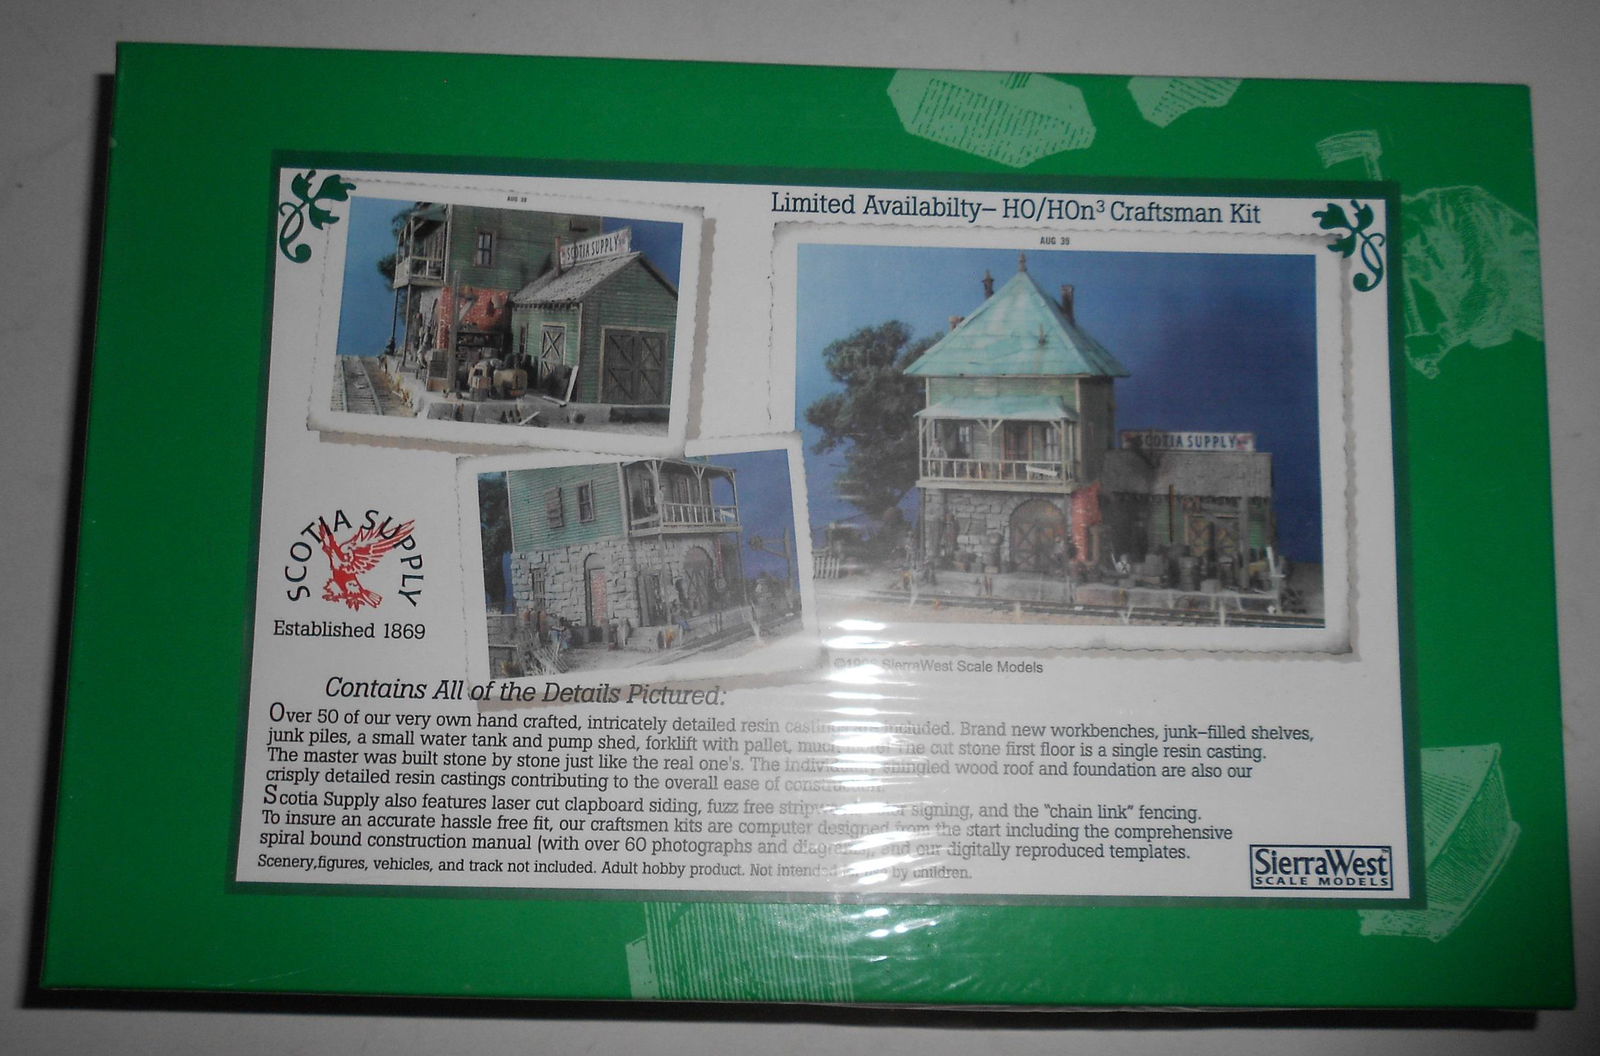 Limited Availabilty– HO/HOn³ Craftsman Kit
AUG 39
AUG 39
SCOTIA SUPPLY
SCOTIA SUPPLY
SCOTIA SUPPLY
Established 1869
SierraWest Scale Models
Contains All of the Details Pictured:
Over 50 of our very own hand crafted, intricately detailed resin castings are included. Brand new workbenches, junk–filled shelves,
junk piles, a small water tank and pump shed, forklift with pallet, much more! The cut stone first floor is a single resin casting.
The master was built stone by stone just like the real one's. The individually shingled wood roof and foundation are also our
crisply detailed resin castings contributing to the overall ease of construction.
Scotia Supply also features laser cut clapboard siding, fuzz free signing, and the "chain link" fencing.
To insure an accurate hassle free fit, our craftsmen kits are computer designed from the start including the comprehensive
spiral bound construction manual (with over 60 photographs and diagrams), and our digitally reproduced templates.
Scenery,figures, vehicles, and track not included. Adult hobby product. Not intended for use by children.
SierraWest
SCALE MODELS